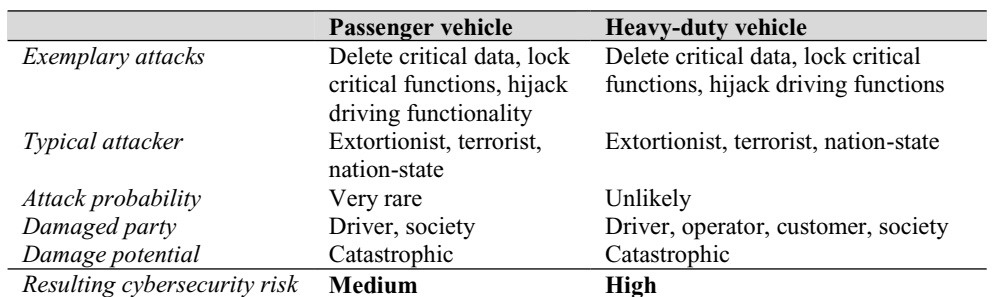 Passenger vehicle Heavy-duty vehicle
Exemplary attacks Delete critical data, lock Delete critical data, lock critical
critical functions, hijack functions, hijack driving functions
driving functionality
Typical attacker Extortionist, terrorist, Extortionist, terrorist, nation-state
nation-state
Attack probability Very rare Unlikely
Damaged party Driver, society Driver, operator, customer, society
Damage potential Catastrophic Catastrophic
Resulting cybersecurity risk Medium High